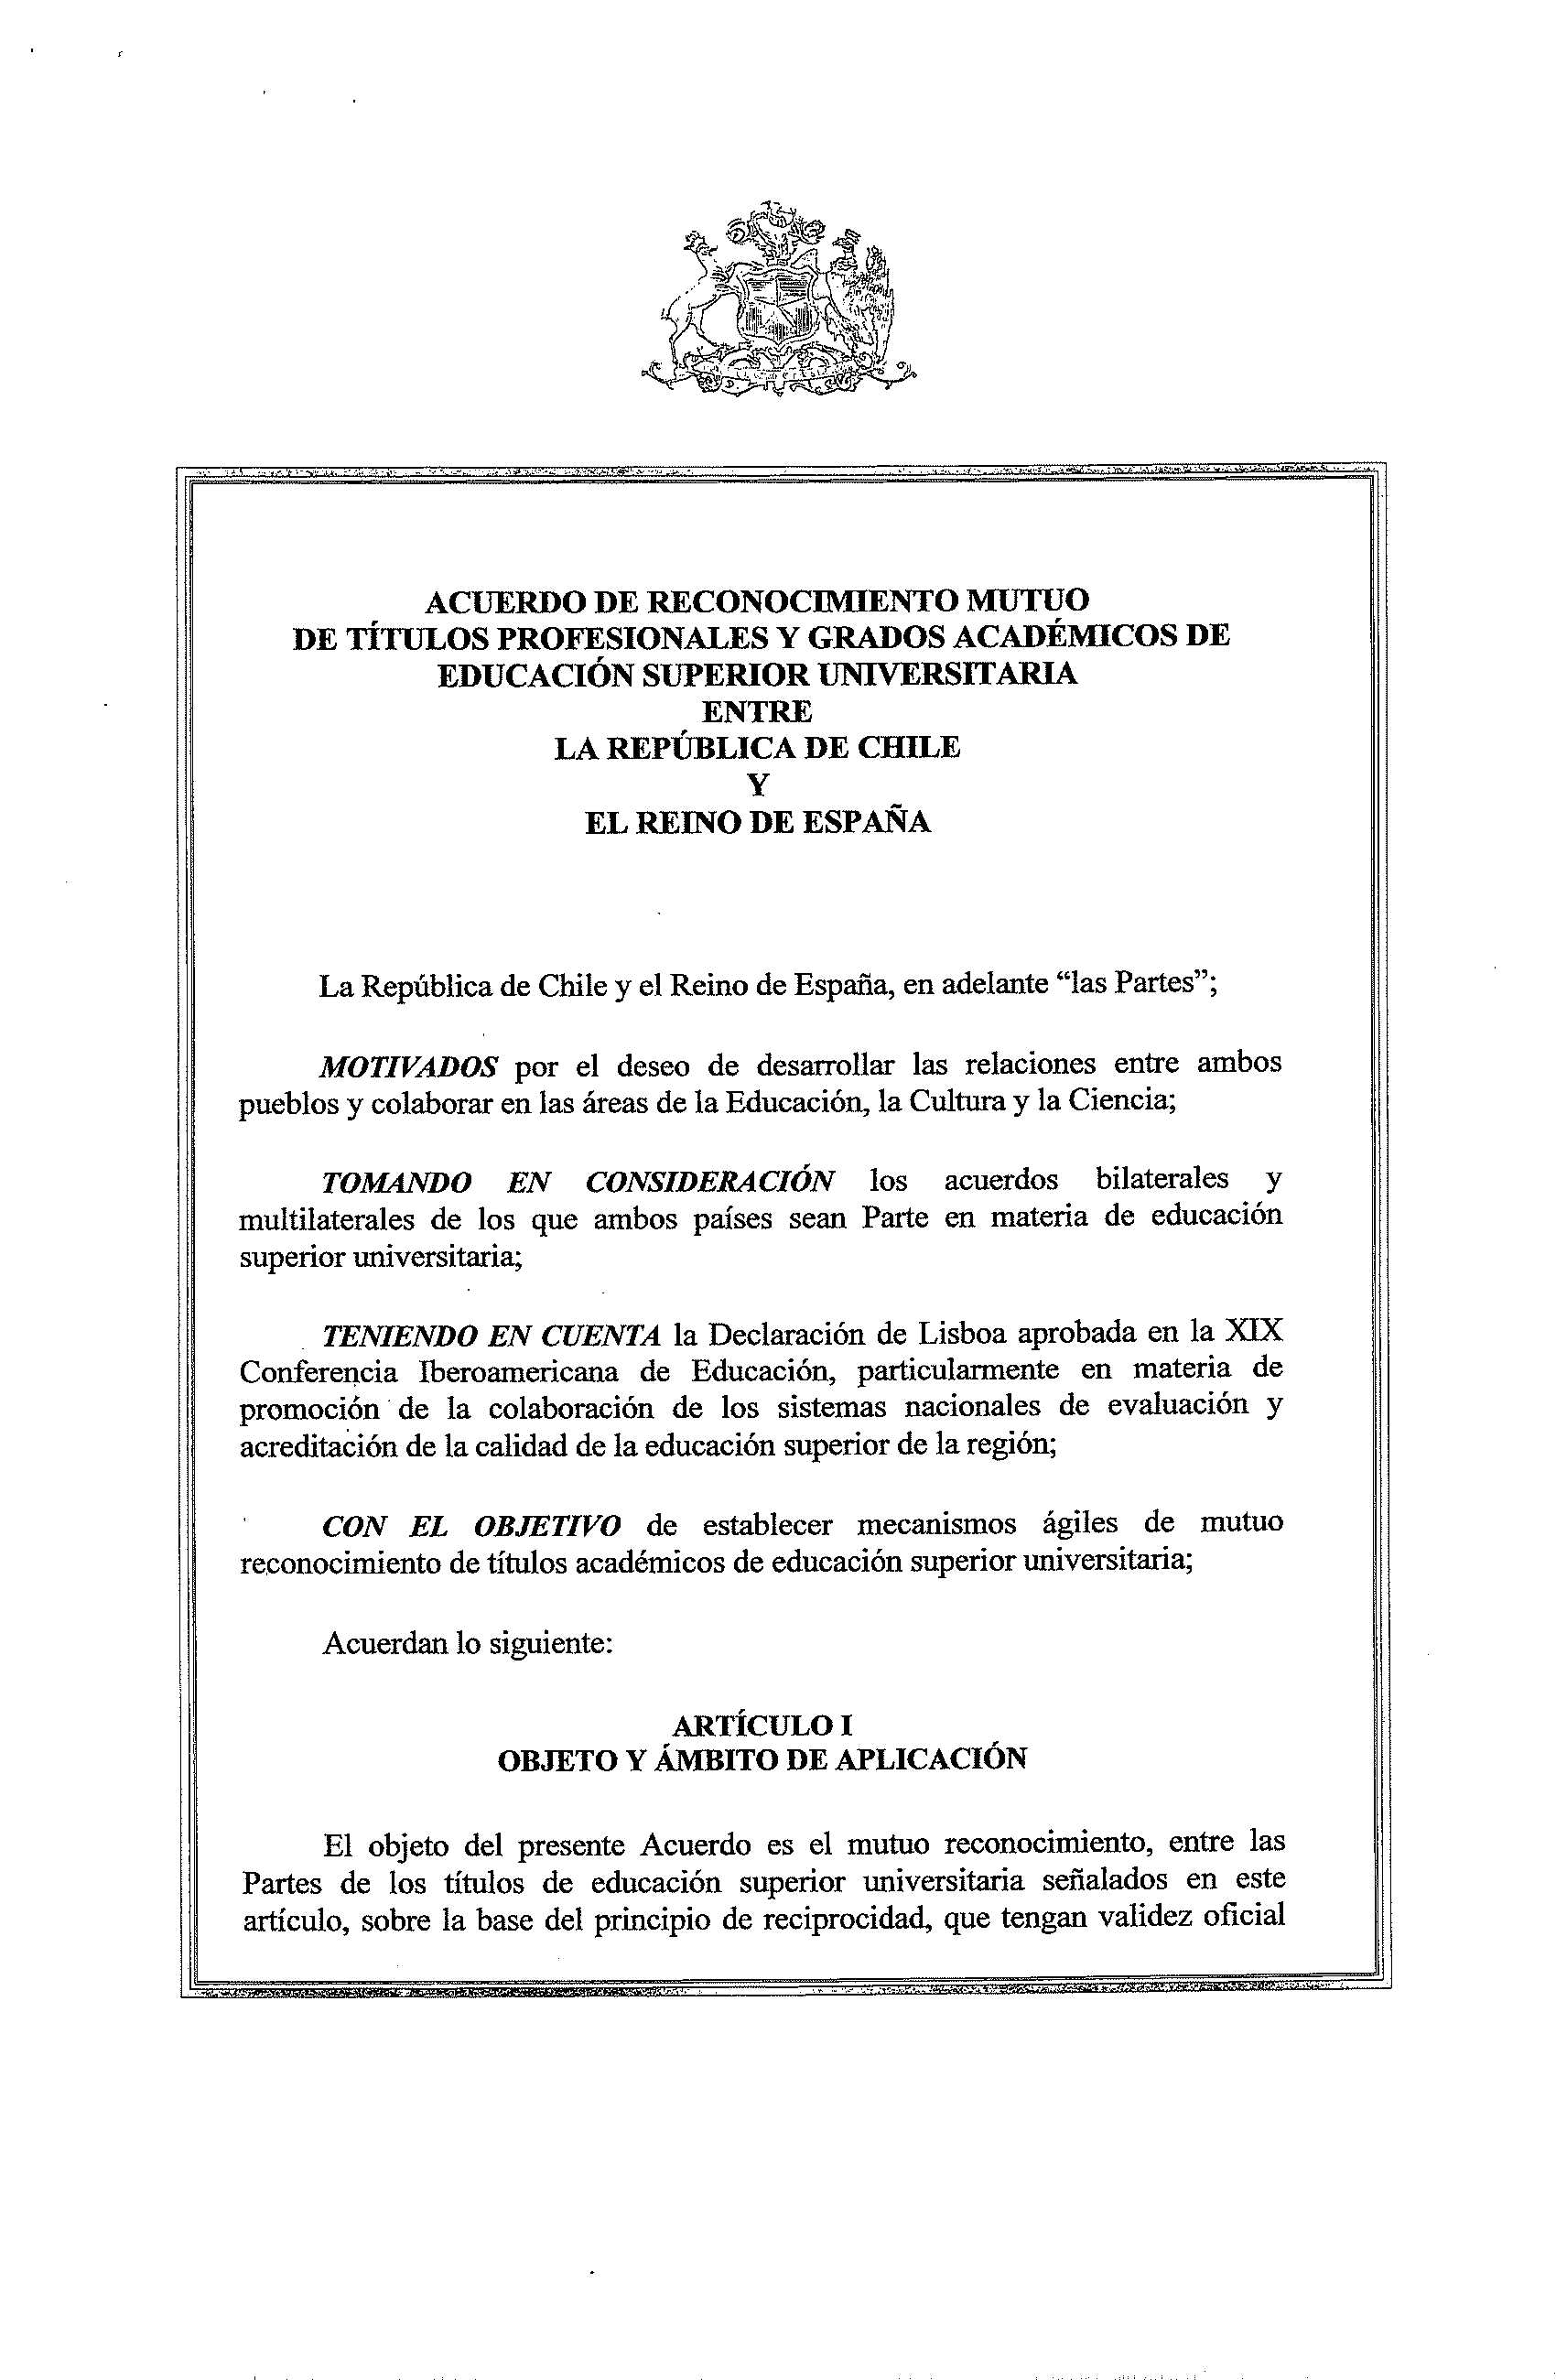 ACUERDO DE RECONOCIMIENTO MUTUO
DE TÍTULOS PROFESIONALES Y GRADOS ACADÉMICOS DE
EDUCACIÓN SUPERIOR UNIVERSITARIA
ENTRE
LA REPÚBLICA DE CHILE
Y
EL REINO DE ESPAÑA
La República de Chile y el Reino de España, en adelante “las Partes”;
MOTIVADOS por el deseo de desarrollar las relaciones entre ambos
pueblos y colaborar en las áreas de la Educación, la Cultura y la Ciencia;
TOMANDO EN CONSIDERACIÓN los acuerdos bilaterales y
multilaterales de los que ambos países sean Parte en materia de educación
superior universitaria;
TENIENDO EN CUENTA la Declaración de Lisboa aprobada en la XIX
Conferencia Iberoamericana de Educación, particularmente en materia de
promoción de la colaboración de los sistemas nacionales de evaluación y
acreditación de la calidad de la educación superior de la región;
CON EL OBJETIVO de establecer mecanismos ágiles de mutuo
reconocimiento de títulos académicos de educación superior universitaria;
Acuerdan lo siguiente:
ARTÍCULO I
OBJETO Y ÁMBITO DE APLICACIÓN
El objeto del presente Acuerdo es el mutuo reconocimiento, entre las
Partes de los títulos de educación superior universitaria señalados en este
artículo, sobre la base del principio de reciprocidad, que tengan validez oficial